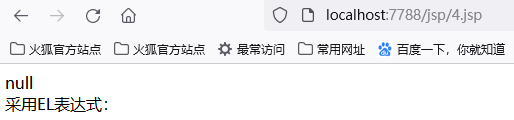 localhost:7788/jsp/4.jsp
火狐官方站点 火狐官方站点 最常访问 常用网址 百度一下，你就知道
null
采用EL表达式：